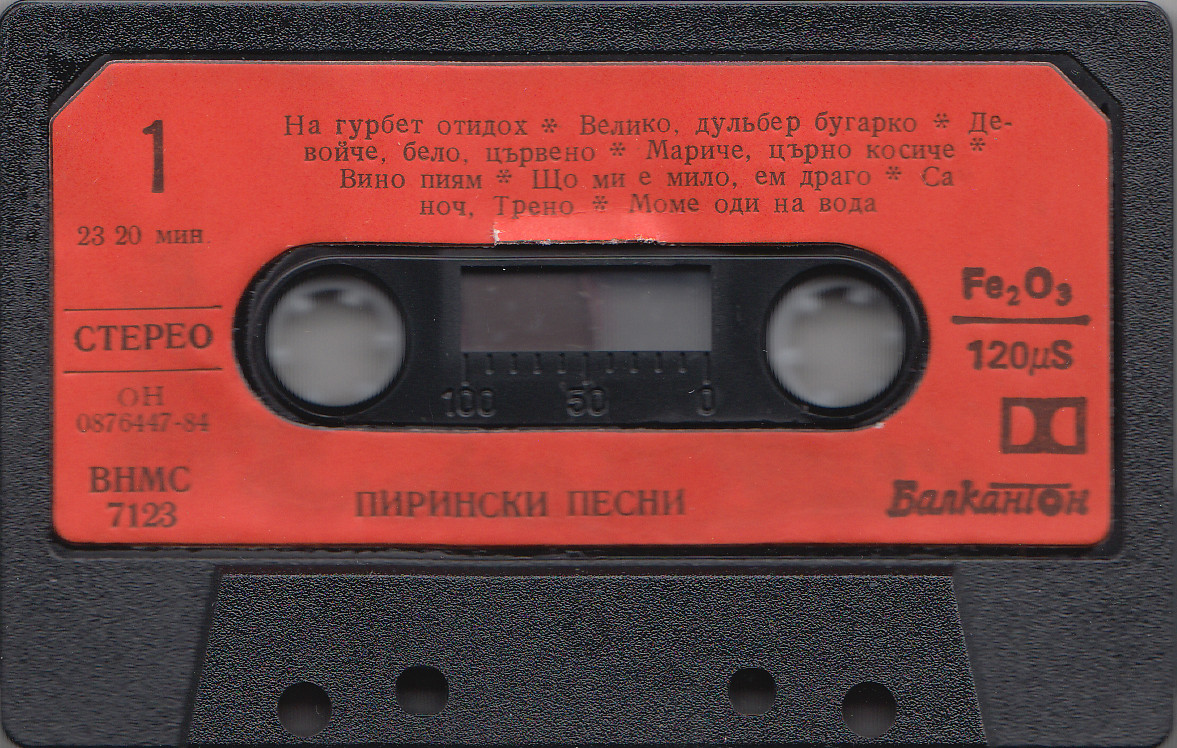 1
На гурбет отидох * Велико, дульбер бугарко * Де-
войче, бело, цървено * Мариче, църно косиче *
Вино пиям * Що ми е мило, ем драго * Са
ноч, Трено * Моме оди на вода
23 20 мин.
СТЕРЕО
ОН
0876447-84
ВНМС
7123
100 50 0
ПИРИНСКИ ПЕСНИ
Fe₂O₃
120µS
Балкантон